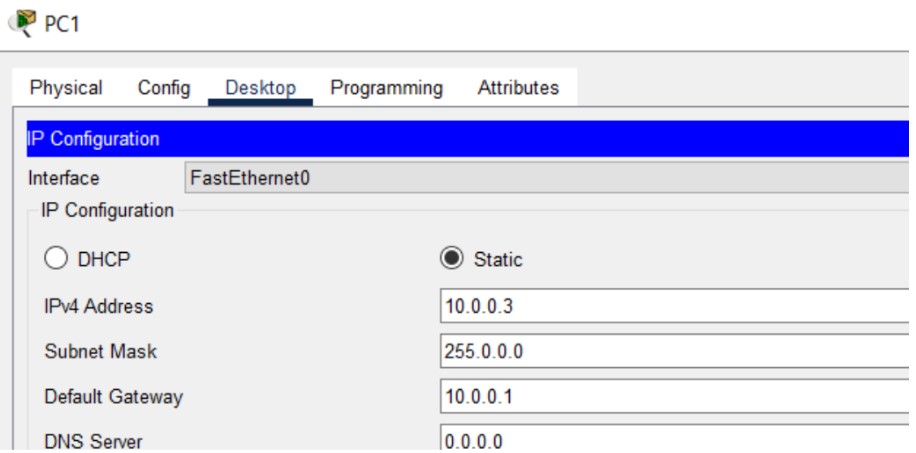 PC1
Physical Config Desktop Programming Attributes
IP Configuration
Interface FastEthernet0
IP Configuration
DHCP Static
IPv4 Address 10.0.0.3
Subnet Mask 255.0.0.0
Default Gateway 10.0.0.1
DNS Server 0.0.0.0